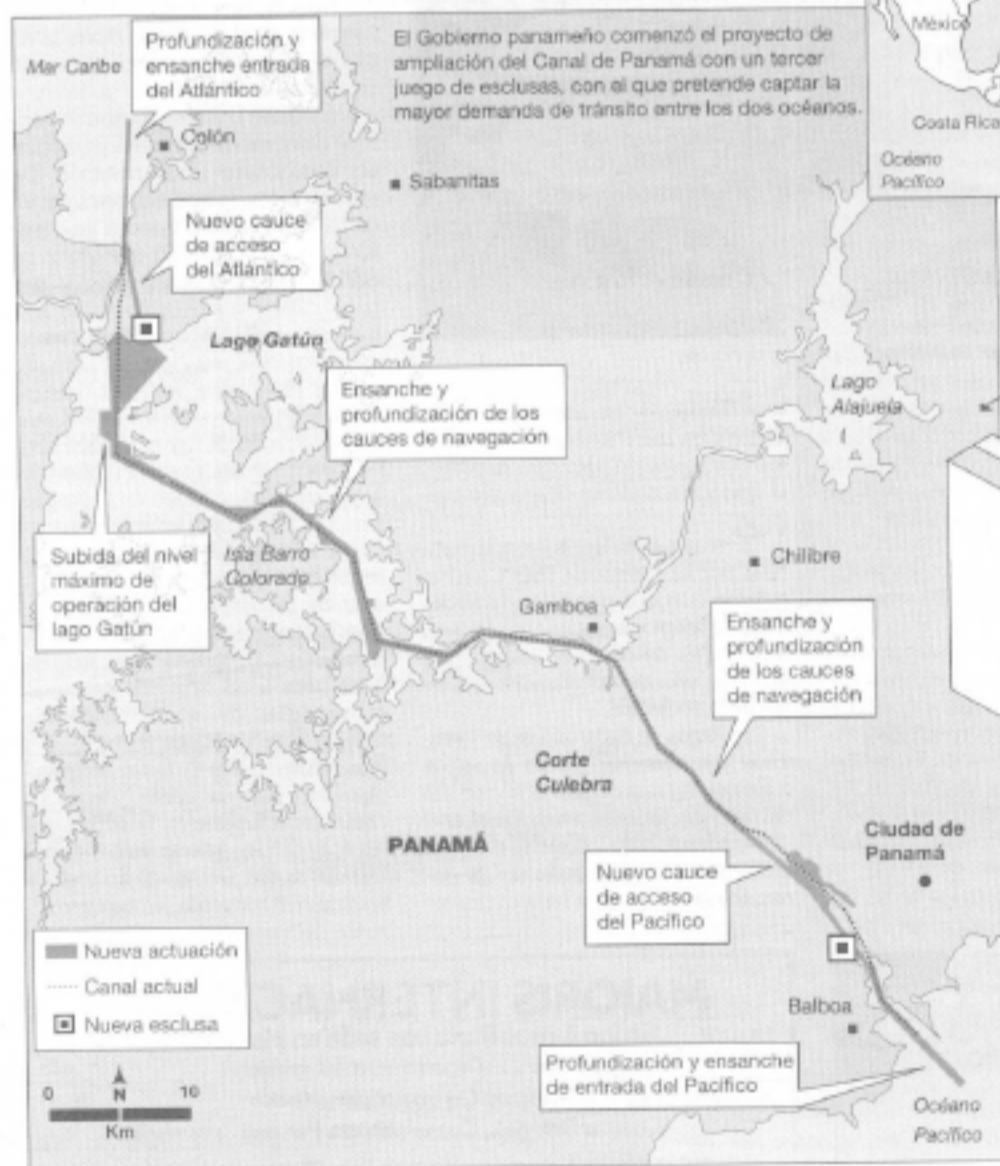 Mar Caribe
Profundización y
ensanche entrada
del Atlántico
El Gobierno panameño comenzó el proyecto de
ampliación del Canal de Panamá con un tercer
juego de esclusas, con el que pretende captar la
mayor demanda de tránsito entre los dos océanos.
México
Costa Rica
Océano
Pacífico
Colón
Sabanitas
Nuevo cauce
de acceso
del Atlántico
Lago Gatún
Ensanche y
profundización de los
cauces de navegación
Lago
Alajuela
Subida del nivel
máximo de
operación del
lago Gatún
Isla Barro
Colorado
Chilibre
Gamboa
Ensanche y
profundización
de los cauces
de navegación
Corte
Culebra
PANAMÁ
Ciudad de
Panamá
Nuevo cauce
de acceso
del Pacífico
Nueva actuación
Canal actual
Nueva esclusa
Balboa
Profundización y ensanche
de entrada del Pacífico
0 N 10
Km
Océano
Pacífico